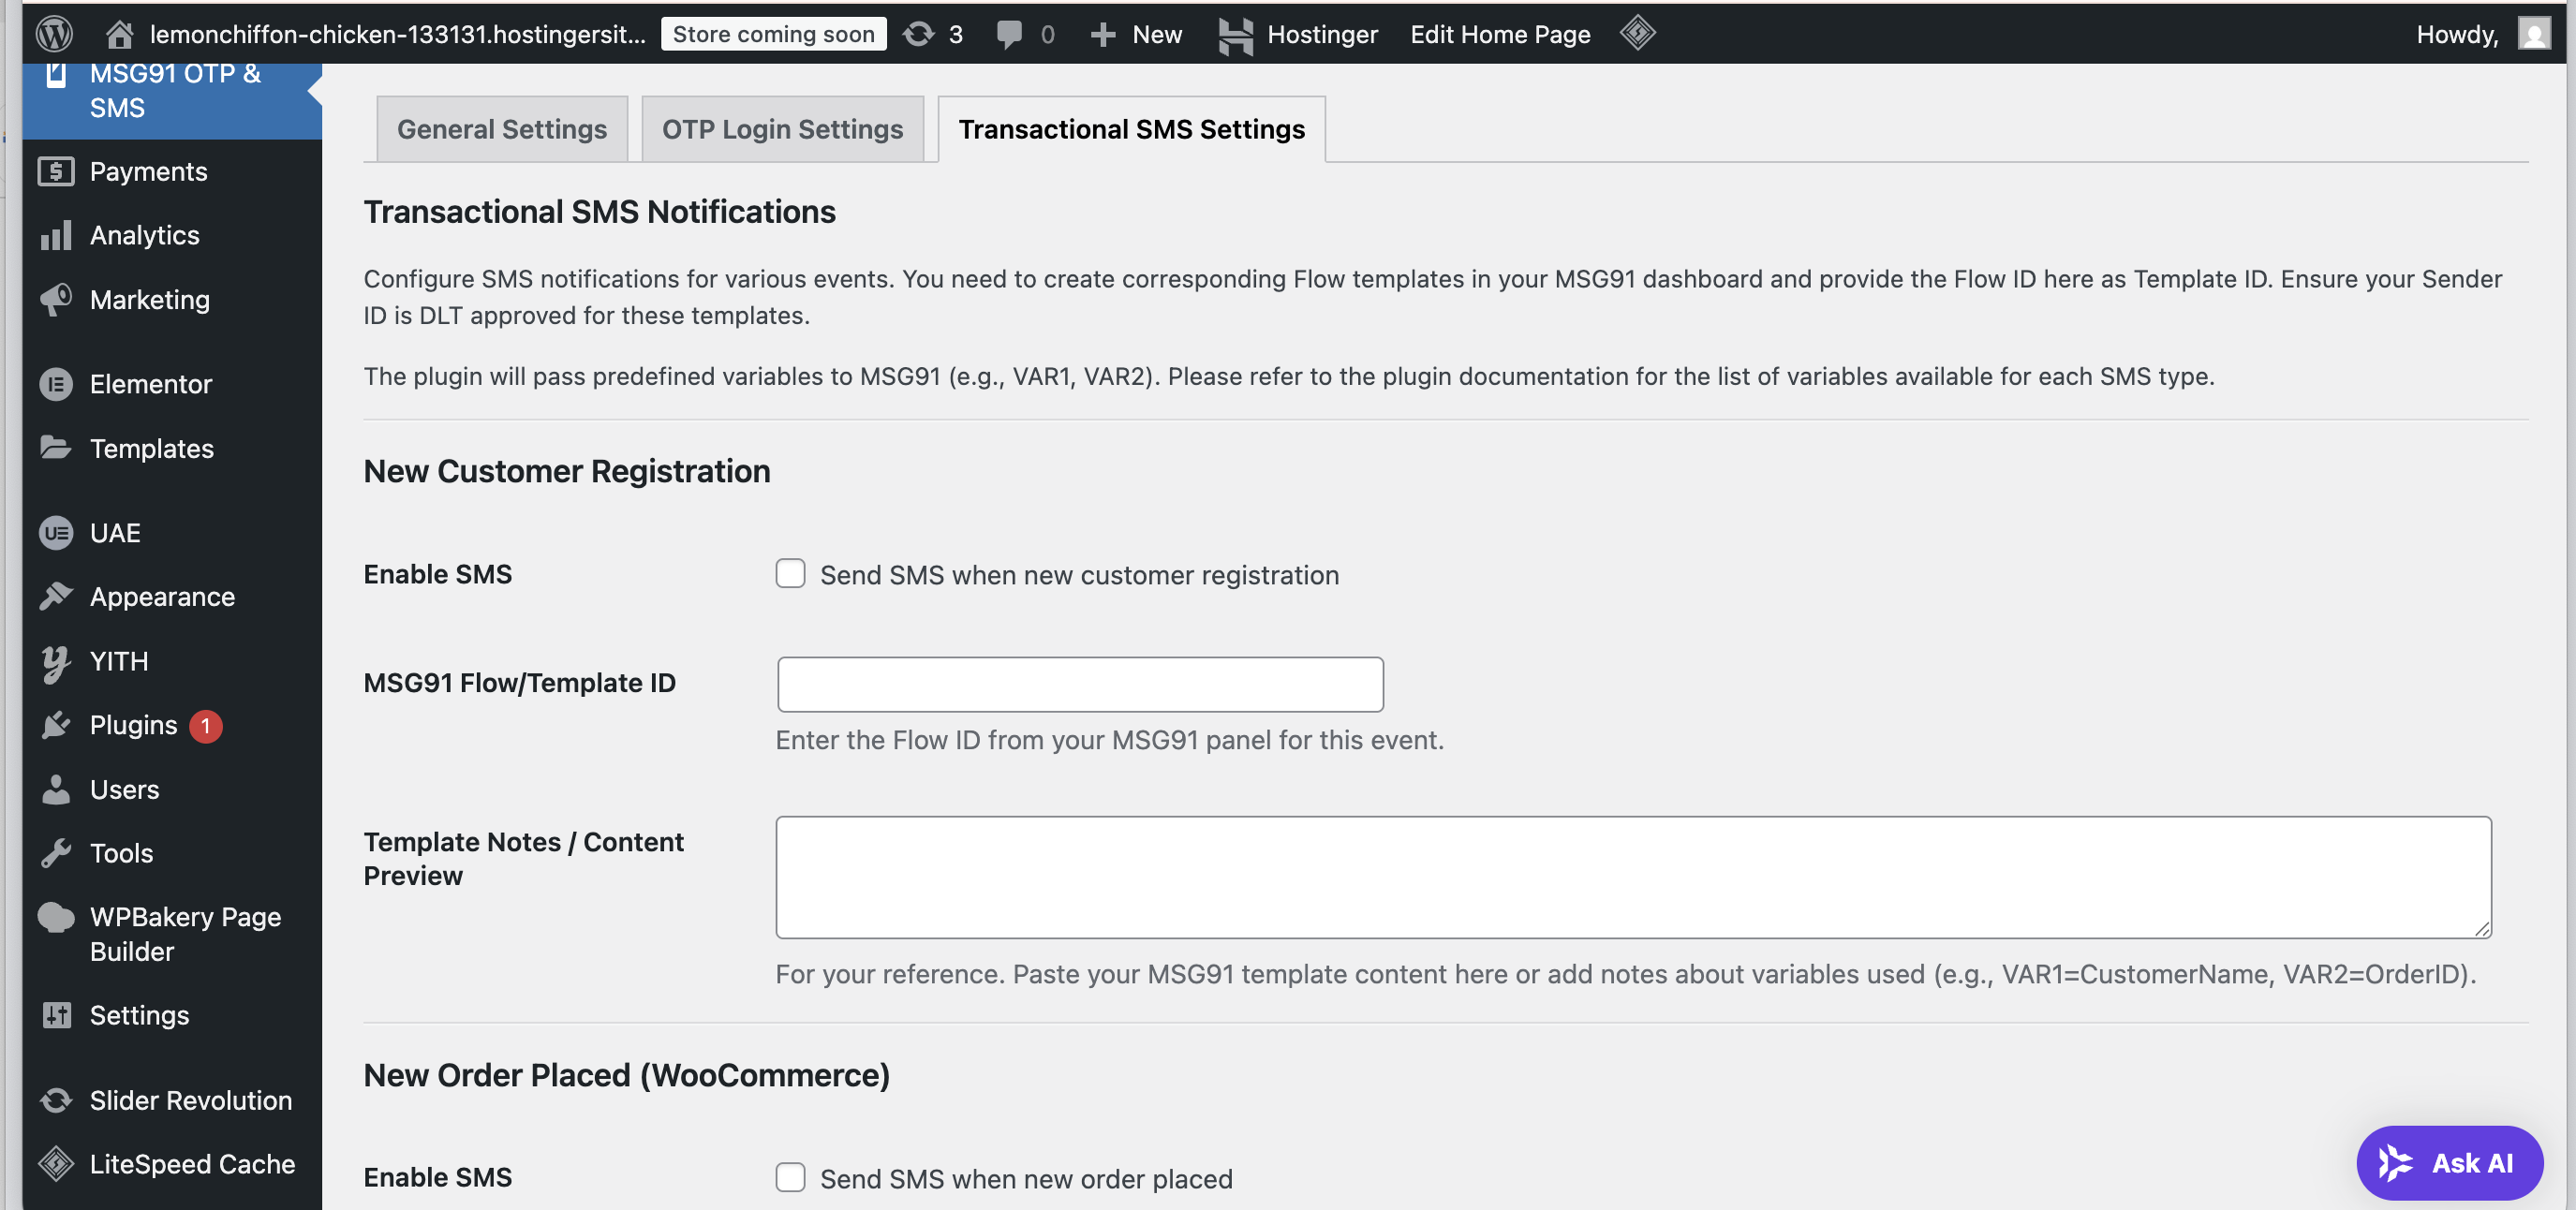 lemonchiffon-chicken-133131.hostingersit... Store coming soon 3 0 New Hostinger Edit Home Page Howdy,
MSG91 OTP &
SMS
Payments
Analytics
Marketing
Elementor
Templates
UAE
Appearance
YITH
Plugins 1
Users
Tools
WPBakery Page
Builder
Settings
Slider Revolution
LiteSpeed Cache
General Settings OTP Login Settings Transactional SMS Settings
Transactional SMS Notifications
Configure SMS notifications for various events. You need to create corresponding Flow templates in your MSG91 dashboard and provide the Flow ID here as Template ID. Ensure your Sender
ID is DLT approved for these templates.
The plugin will pass predefined variables to MSG91 (e.g., VAR1, VAR2). Please refer to the plugin documentation for the list of variables available for each SMS type.
New Customer Registration
Enable SMS Send SMS when new customer registration
MSG91 Flow/Template ID
Enter the Flow ID from your MSG91 panel for this event.
Template Notes / Content
Preview
For your reference. Paste your MSG91 template content here or add notes about variables used (e.g., VAR1=CustomerName, VAR2=OrderID).
New Order Placed (WooCommerce)
Enable SMS Send SMS when new order placed
Ask AI